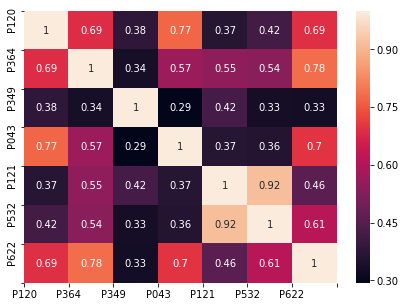 P120 1 0.69 0.38 0.77 0.37 0.42 0.69
P364 0.69 1 0.34 0.57 0.55 0.54 0.78
P349 0.38 0.34 1 0.29 0.42 0.33 0.33
P043 0.77 0.57 0.29 1 0.37 0.36 0.7
P121 0.37 0.55 0.42 0.37 1 0.92 0.46
P532 0.42 0.54 0.33 0.36 0.92 1 0.61
P622 0.69 0.78 0.33 0.7 0.46 0.61 1
P120 P364 P349 P043 P121 P532 P622
0.90
0.75
0.60
0.45
0.30